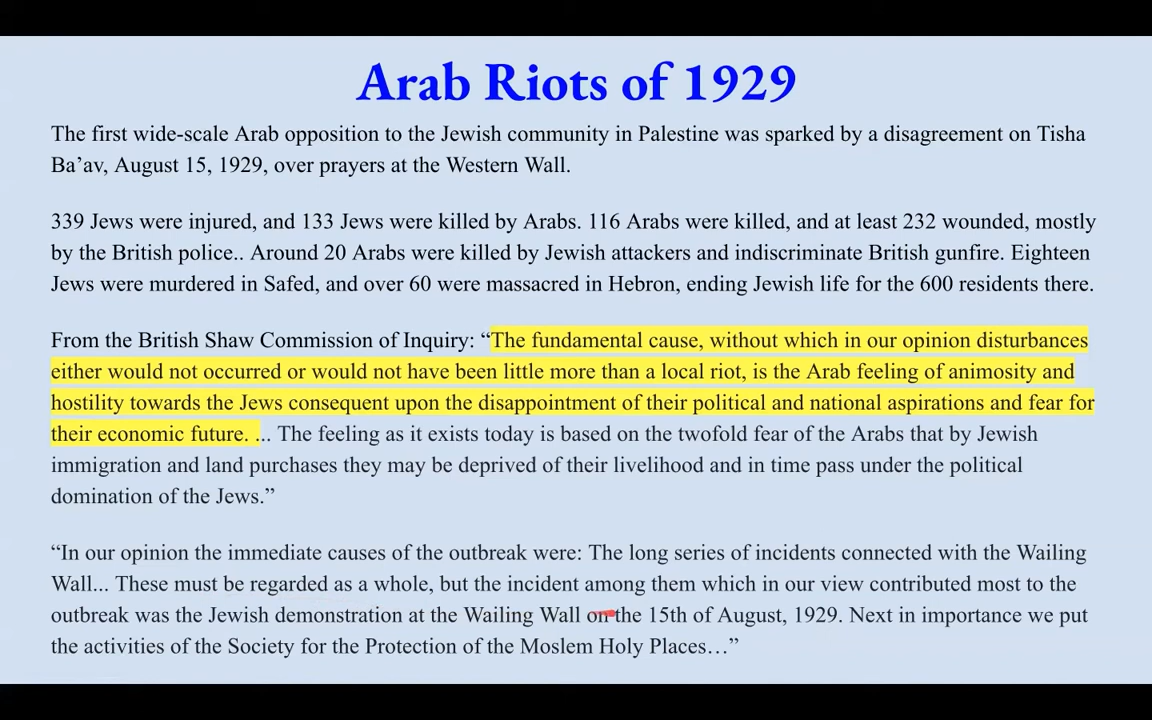 Arab Riots of 1929
The first wide-scale Arab opposition to the Jewish community in Palestine was sparked by a disagreement on Tisha
Ba’av, August 15, 1929, over prayers at the Western Wall.
339 Jews were injured, and 133 Jews were killed by Arabs. 116 Arabs were killed, and at least 232 wounded, mostly
by the British police.. Around 20 Arabs were killed by Jewish attackers and indiscriminate British gunfire. Eighteen
Jews were murdered in Safed, and over 60 were massacred in Hebron, ending Jewish life for the 600 residents there.
From the British Shaw Commission of Inquiry: “The fundamental cause, without which in our opinion disturbances
either would not occurred or would not have been little more than a local riot, is the Arab feeling of animosity and
hostility towards the Jews consequent upon the disappointment of their political and national aspirations and fear for
their economic future. ... The feeling as it exists today is based on the twofold fear of the Arabs that by Jewish
immigration and land purchases they may be deprived of their livelihood and in time pass under the political
domination of the Jews.”
“In our opinion the immediate causes of the outbreak were: The long series of incidents connected with the Wailing
Wall... These must be regarded as a whole, but the incident among them which in our view contributed most to the
outbreak was the Jewish demonstration at the Wailing Wall on the 15th of August, 1929. Next in importance we put
the activities of the Society for the Protection of the Moslem Holy Places…”